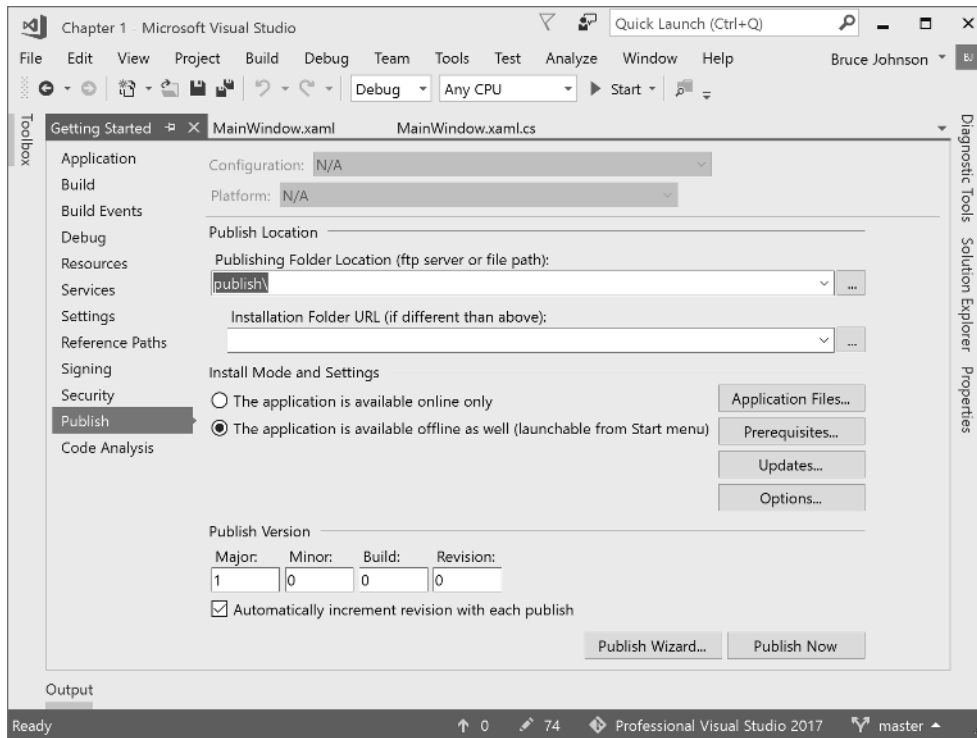 Chapter 1 - Microsoft Visual Studio
Quick Launch (Ctrl+Q)
File Edit View Project Build Debug Team Tools Test Analyze Window Help Bruce Johnson BJ
Debug Any CPU Start
Toolbox
Getting Started MainWindow.xaml MainWindow.xaml.cs
Application
Build
Build Events
Debug
Resources
Services
Settings
Reference Paths
Signing
Security
Publish
Code Analysis
Configuration: N/A
Platform: N/A
Publish Location
Publishing Folder Location (ftp server or file path):
publish\
...
Installation Folder URL (if different than above):
...
Install Mode and Settings
The application is available online only
The application is available offline as well (launchable from Start menu)
Application Files...
Prerequisites...
Updates...
Options...
Publish Version
Major: Minor: Build: Revision:
1 0 0 0
Automatically increment revision with each publish
Publish Wizard... Publish Now
Diagnostic Tools
Solution Explorer
Properties
Output
Ready 0 74 Professional Visual Studio 2017 master